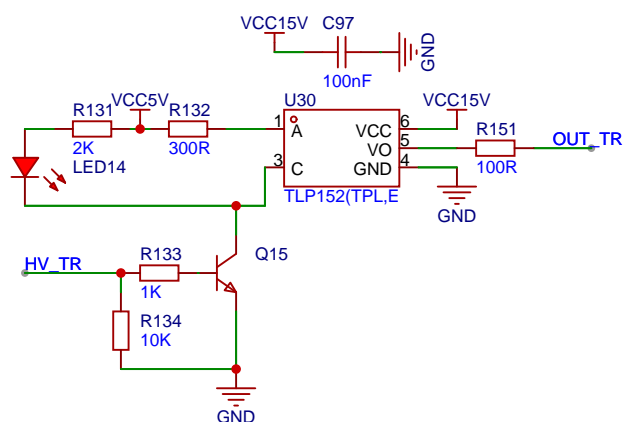 VCC15V
C97
100nF
GND
R131
VCC5V
R132
U30
VCC15V
2K
300R
LED14
1
A
VCC
6
VO
5
R151
OUT_TR
3
C
GND
4
100R
TLP152(TPL,E
GND
HV_TR
R133
Q15
1K
R134
10K
GND